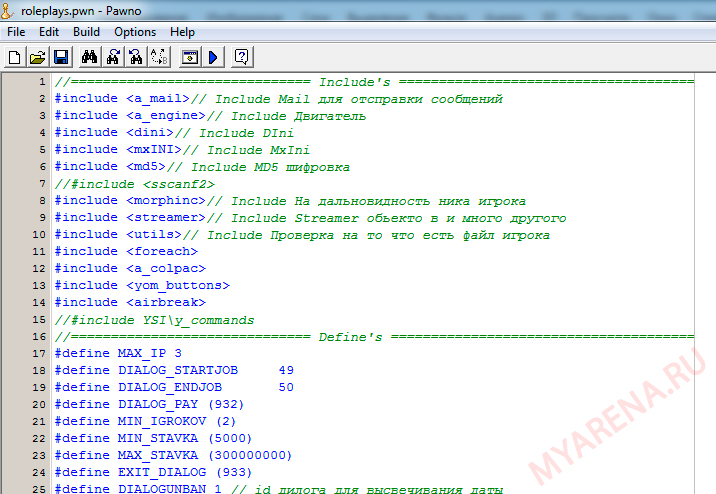 roleplays.pwn - Pawno
File Edit Build Options Help
1 //============================== Include's =====================================
2 #include <a_mail>// Include Mail для отсправки сообщений
3 #include <a_engine>// Include Двигатель
4 #include <dini>// Include DIni
5 #include <mxINI>// Include MxIni
6 #include <md5>// Include MD5 шифровка
7 //#include <sscanf2>
8 #include <morphinc>// Include На дальновидность ника игрока
9 #include <streamer>// Include Streamer обьекто в и много другого
10 #include <utils>// Include Проверка на то что есть файл игрока
11 #include <foreach>
12 #include <a_colpac>
13 #include <yom_buttons>
14 #include <airbreak>
15 //#include YSI\y_commands
16 //============================== Define's ======================================
17 #define MAX_IP 3
18 #define DIALOG_STARTJOB 49
19 #define DIALOG_ENDJOB 50
20 #define DIALOG_PAY (932)
21 #define MIN_IGROKOV (2)
22 #define MIN_STAVKA (5000)
23 #define MAX_STAVKA (300000000)
24 #define EXIT_DIALOG (933)
25 #define DIALOGUNBAN 1 // id дилога для высвечивания даты
MYARENA.RU